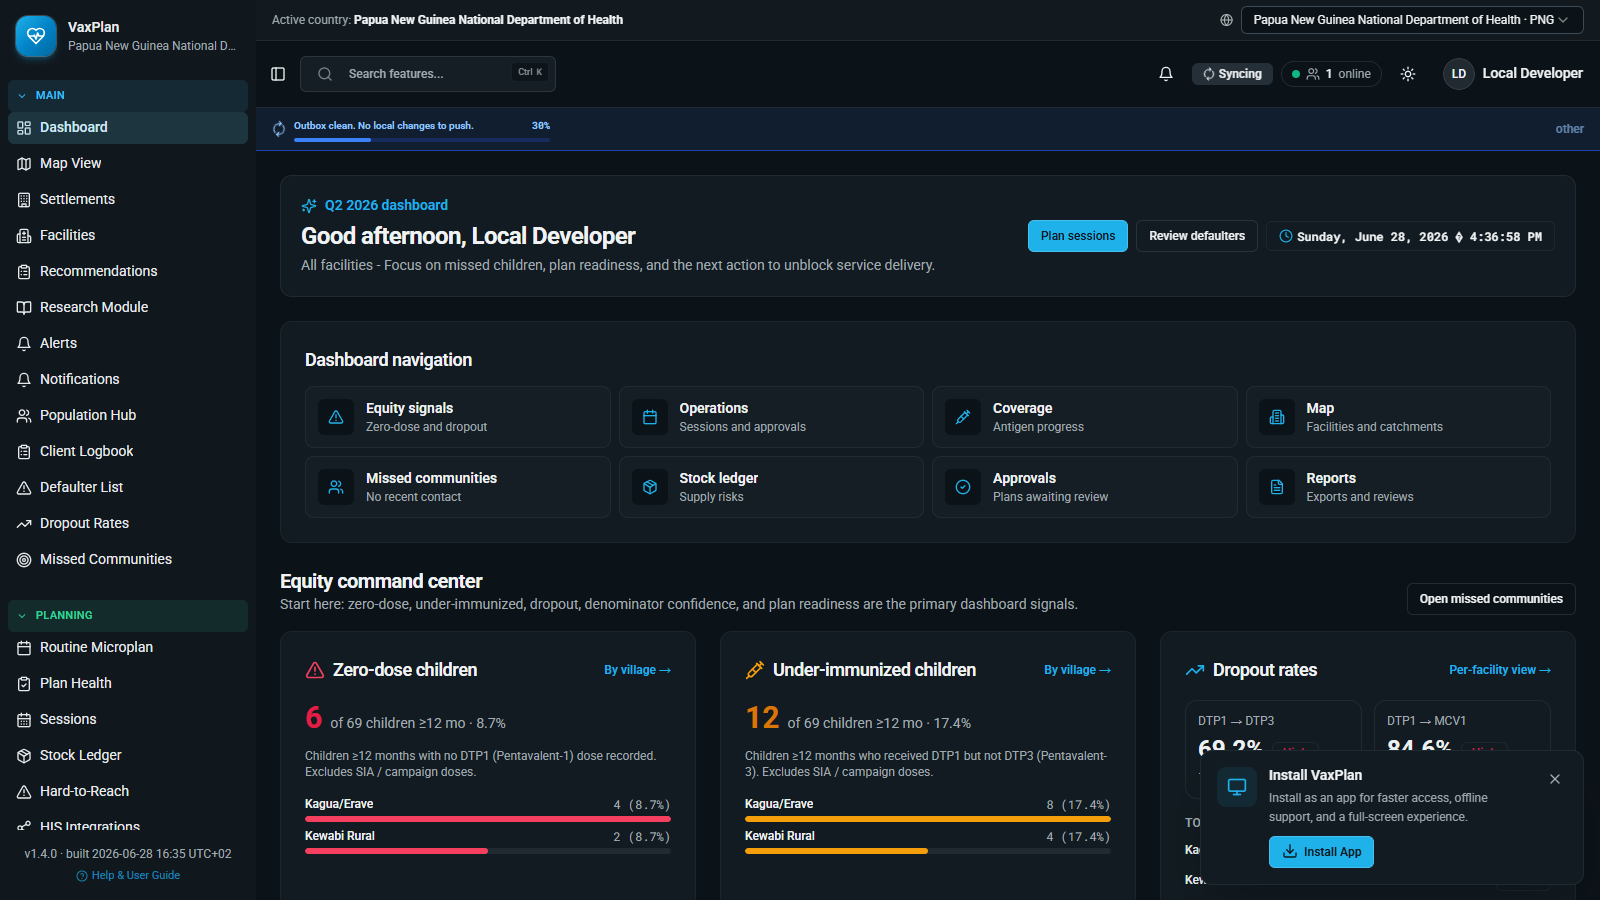 VaxPlan
Papua New Guinea National D...
MAIN
Dashboard
Map View
Settlements
Facilities
Recommendations
Research Module
Alerts
Notifications
Population Hub
Client Logbook
Defaulter List
Dropout Rates
Missed Communities
PLANNING
Routine Microplan
Plan Health
Sessions
Stock Ledger
Hard-to-Reach
HIS Integrations
v1.4.0 · built 2026-06-28 16:35 UTC+02
Help & User Guide
Active country: Papua New Guinea National Department of Health
Papua New Guinea National Department of Health · PNG
Search features...
Ctrl K
Syncing
1 online
LD
Local Developer
Outbox clean. No local changes to push.
30%
other
Q2 2026 dashboard
Good afternoon, Local Developer
All facilities - Focus on missed children, plan readiness, and the next action to unblock service delivery.
Plan sessions
Review defaulters
Sunday, June 28, 2026 � 4:36:58 PM
Dashboard navigation
Equity signals
Zero-dose and dropout
Operations
Sessions and approvals
Coverage
Antigen progress
Map
Facilities and catchments
Missed communities
No recent contact
Stock ledger
Supply risks
Approvals
Plans awaiting review
Reports
Exports and reviews
Equity command center
Start here: zero-dose, under-immunized, dropout, denominator confidence, and plan readiness are the primary dashboard signals.
Open missed communities
Zero-dose children
By village →
6 of 69 children ≥12 mo · 8.7%
Children ≥12 months with no DTP1 (Pentavalent-1) dose recorded.
Excludes SIA / campaign doses.
Kagua/Erave
4 (8.7%)
Kewabi Rural
2 (8.7%)
Under-immunized children
By village →
12 of 69 children ≥12 mo · 17.4%
Children ≥12 months who received DTP1 but not DTP3 (Pentavalent-
3). Excludes SIA / campaign doses.
Kagua/Erave
8 (17.4%)
Kewabi Rural
4 (17.4%)
Dropout rates
Per-facility view →
DTP1 → DTP3
69.2%
DTP1 → MCV1
84.6%
Install VaxPlan
Install as an app for faster access, offline
support, and a full-screen experience.
Install App